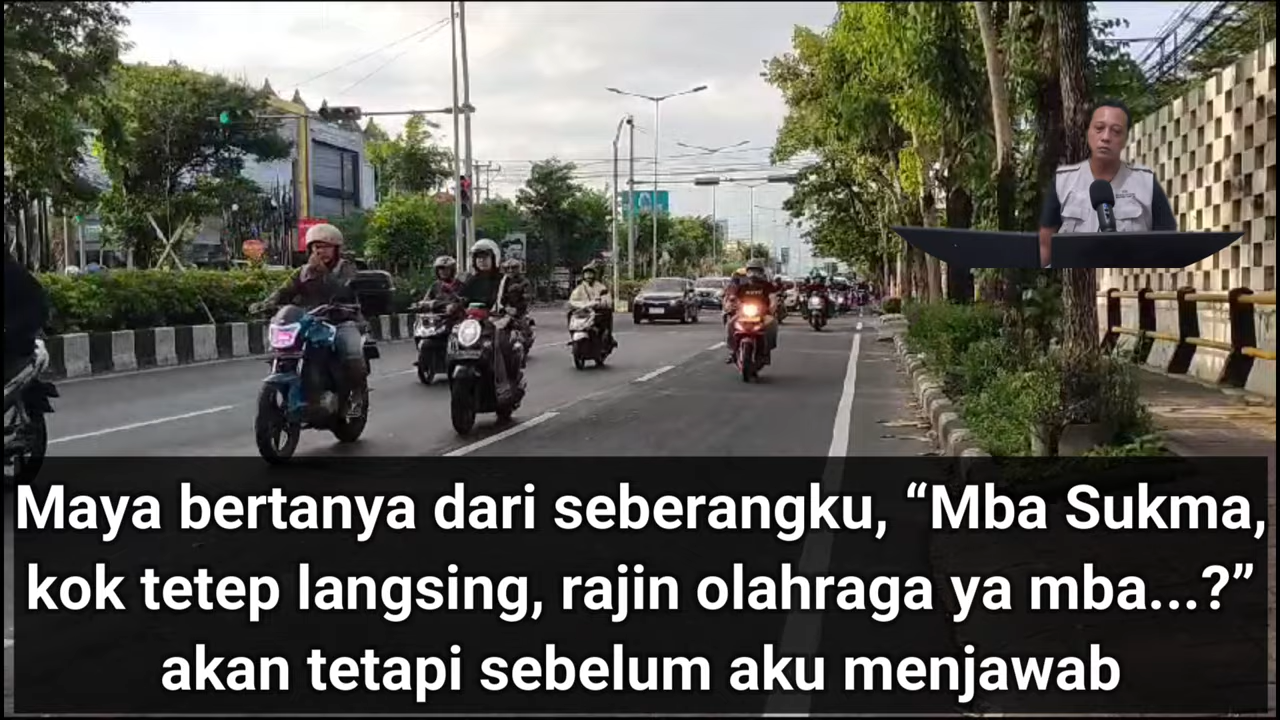 Maya bertanya dari seberangku, “Mba Sukma,
kok tetep langsing, rajin olahraga ya mba...?”
akan tetapi sebelum aku menjawab